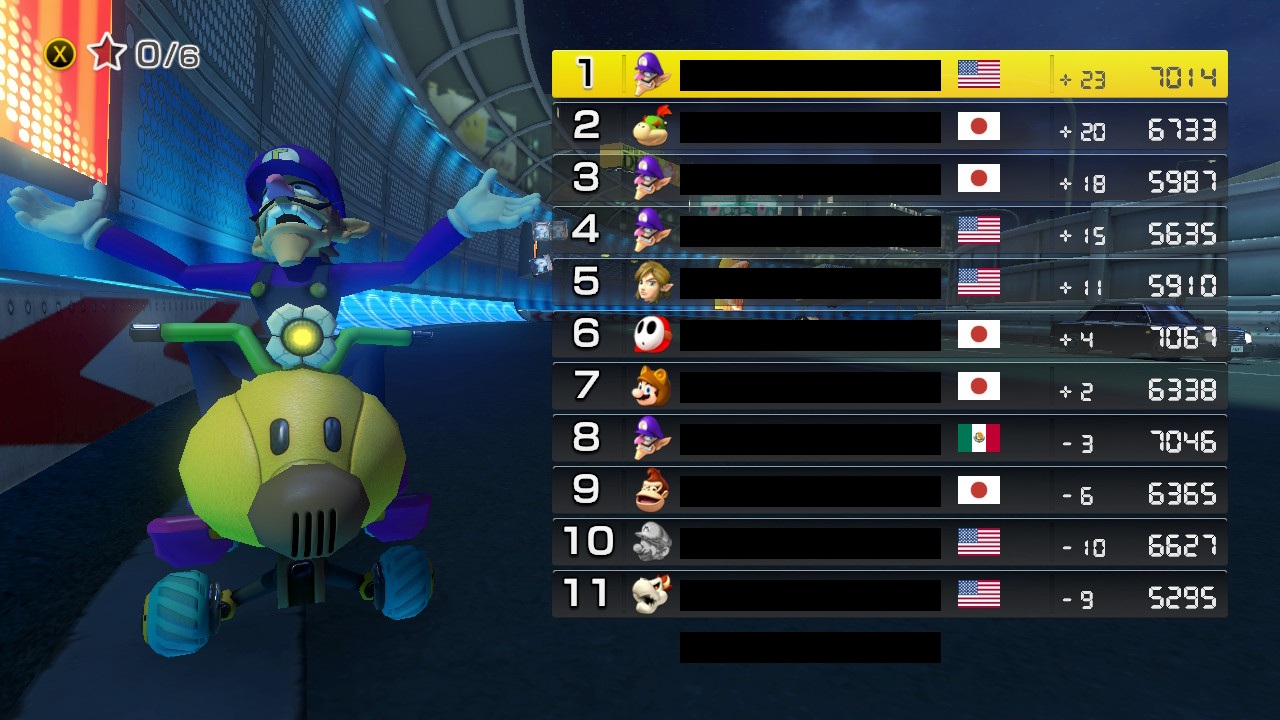 X 0/6
1 + 23 7014
2 + 20 6733
3 + 18 5987
4 + 15 5635
5 + 11 5910
6 + 4 7067
7 + 2 6338
8 - 3 7046
9 - 6 6365
10 - 10 6627
11 - 9 5295